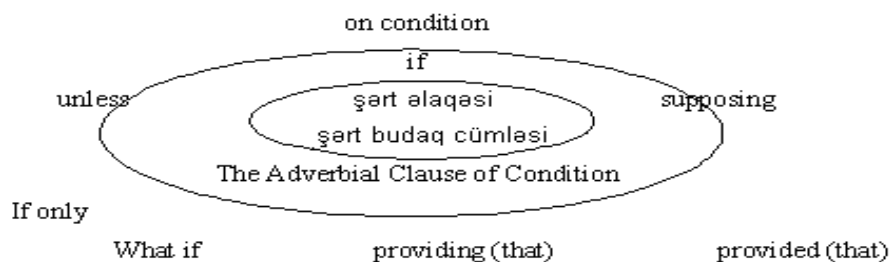 on condition
if
unless
supposing
şərt əlaqəsi
şərt budaq cümləsi
The Adverbial Clause of Condition
If only
What if
providing (that)
provided (that)